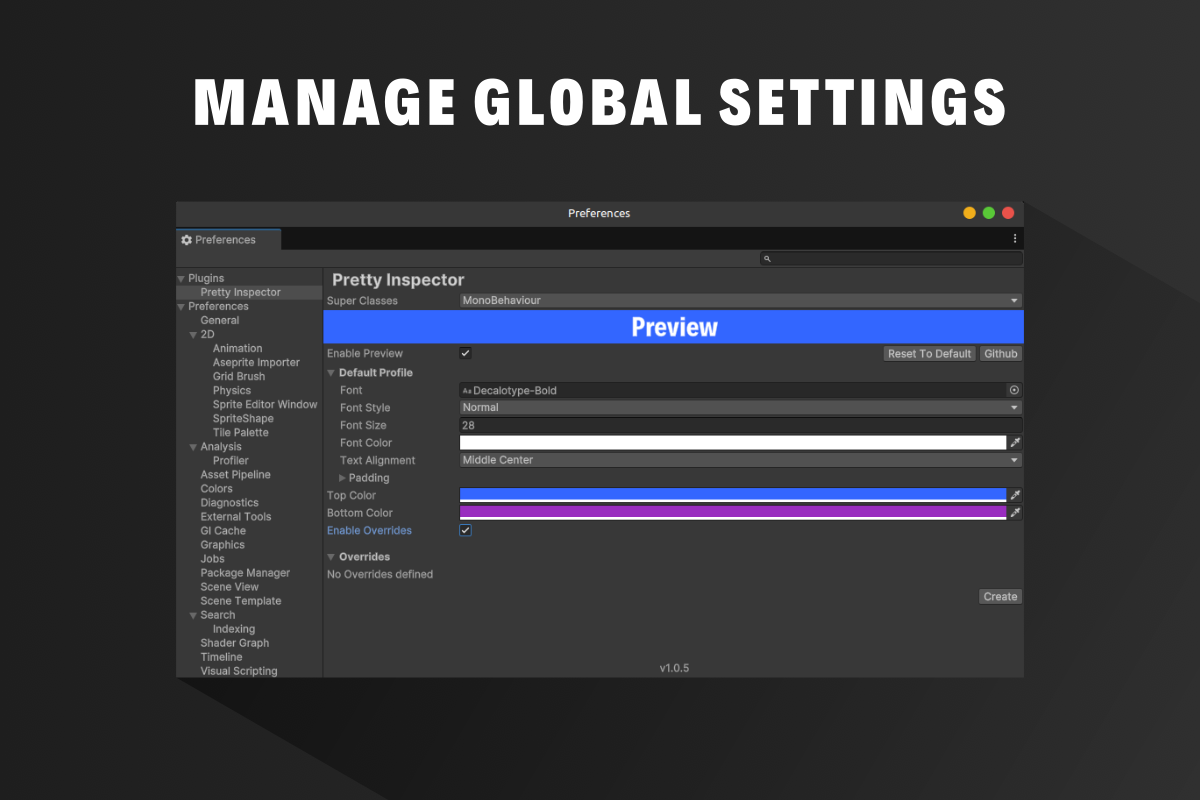 MANAGE GLOBAL SETTINGS
Preferences
Preferences
Plugins
Pretty Inspector
Preferences
General
2D
Animation
Aseprite Importer
Grid Brush
Physics
Sprite Editor Window
SpriteShape
Tile Palette
Analysis
Profiler
Asset Pipeline
Colors
Diagnostics
External Tools
GI Cache
Graphics
Jobs
Package Manager
Scene View
Scene Template
Search
Indexing
Shader Graph
Timeline
Visual Scripting
Pretty Inspector
Super Classes MonoBehaviour
Preview
Enable Preview Reset To Default Github
Default Profile
Font Decalotype-Bold
Font Style Normal
Font Size 28
Font Color
Text Alignment Middle Center
Padding
Top Color
Bottom Color
Enable Overrides
Overrides
No Overrides defined
Create
v1.0.5